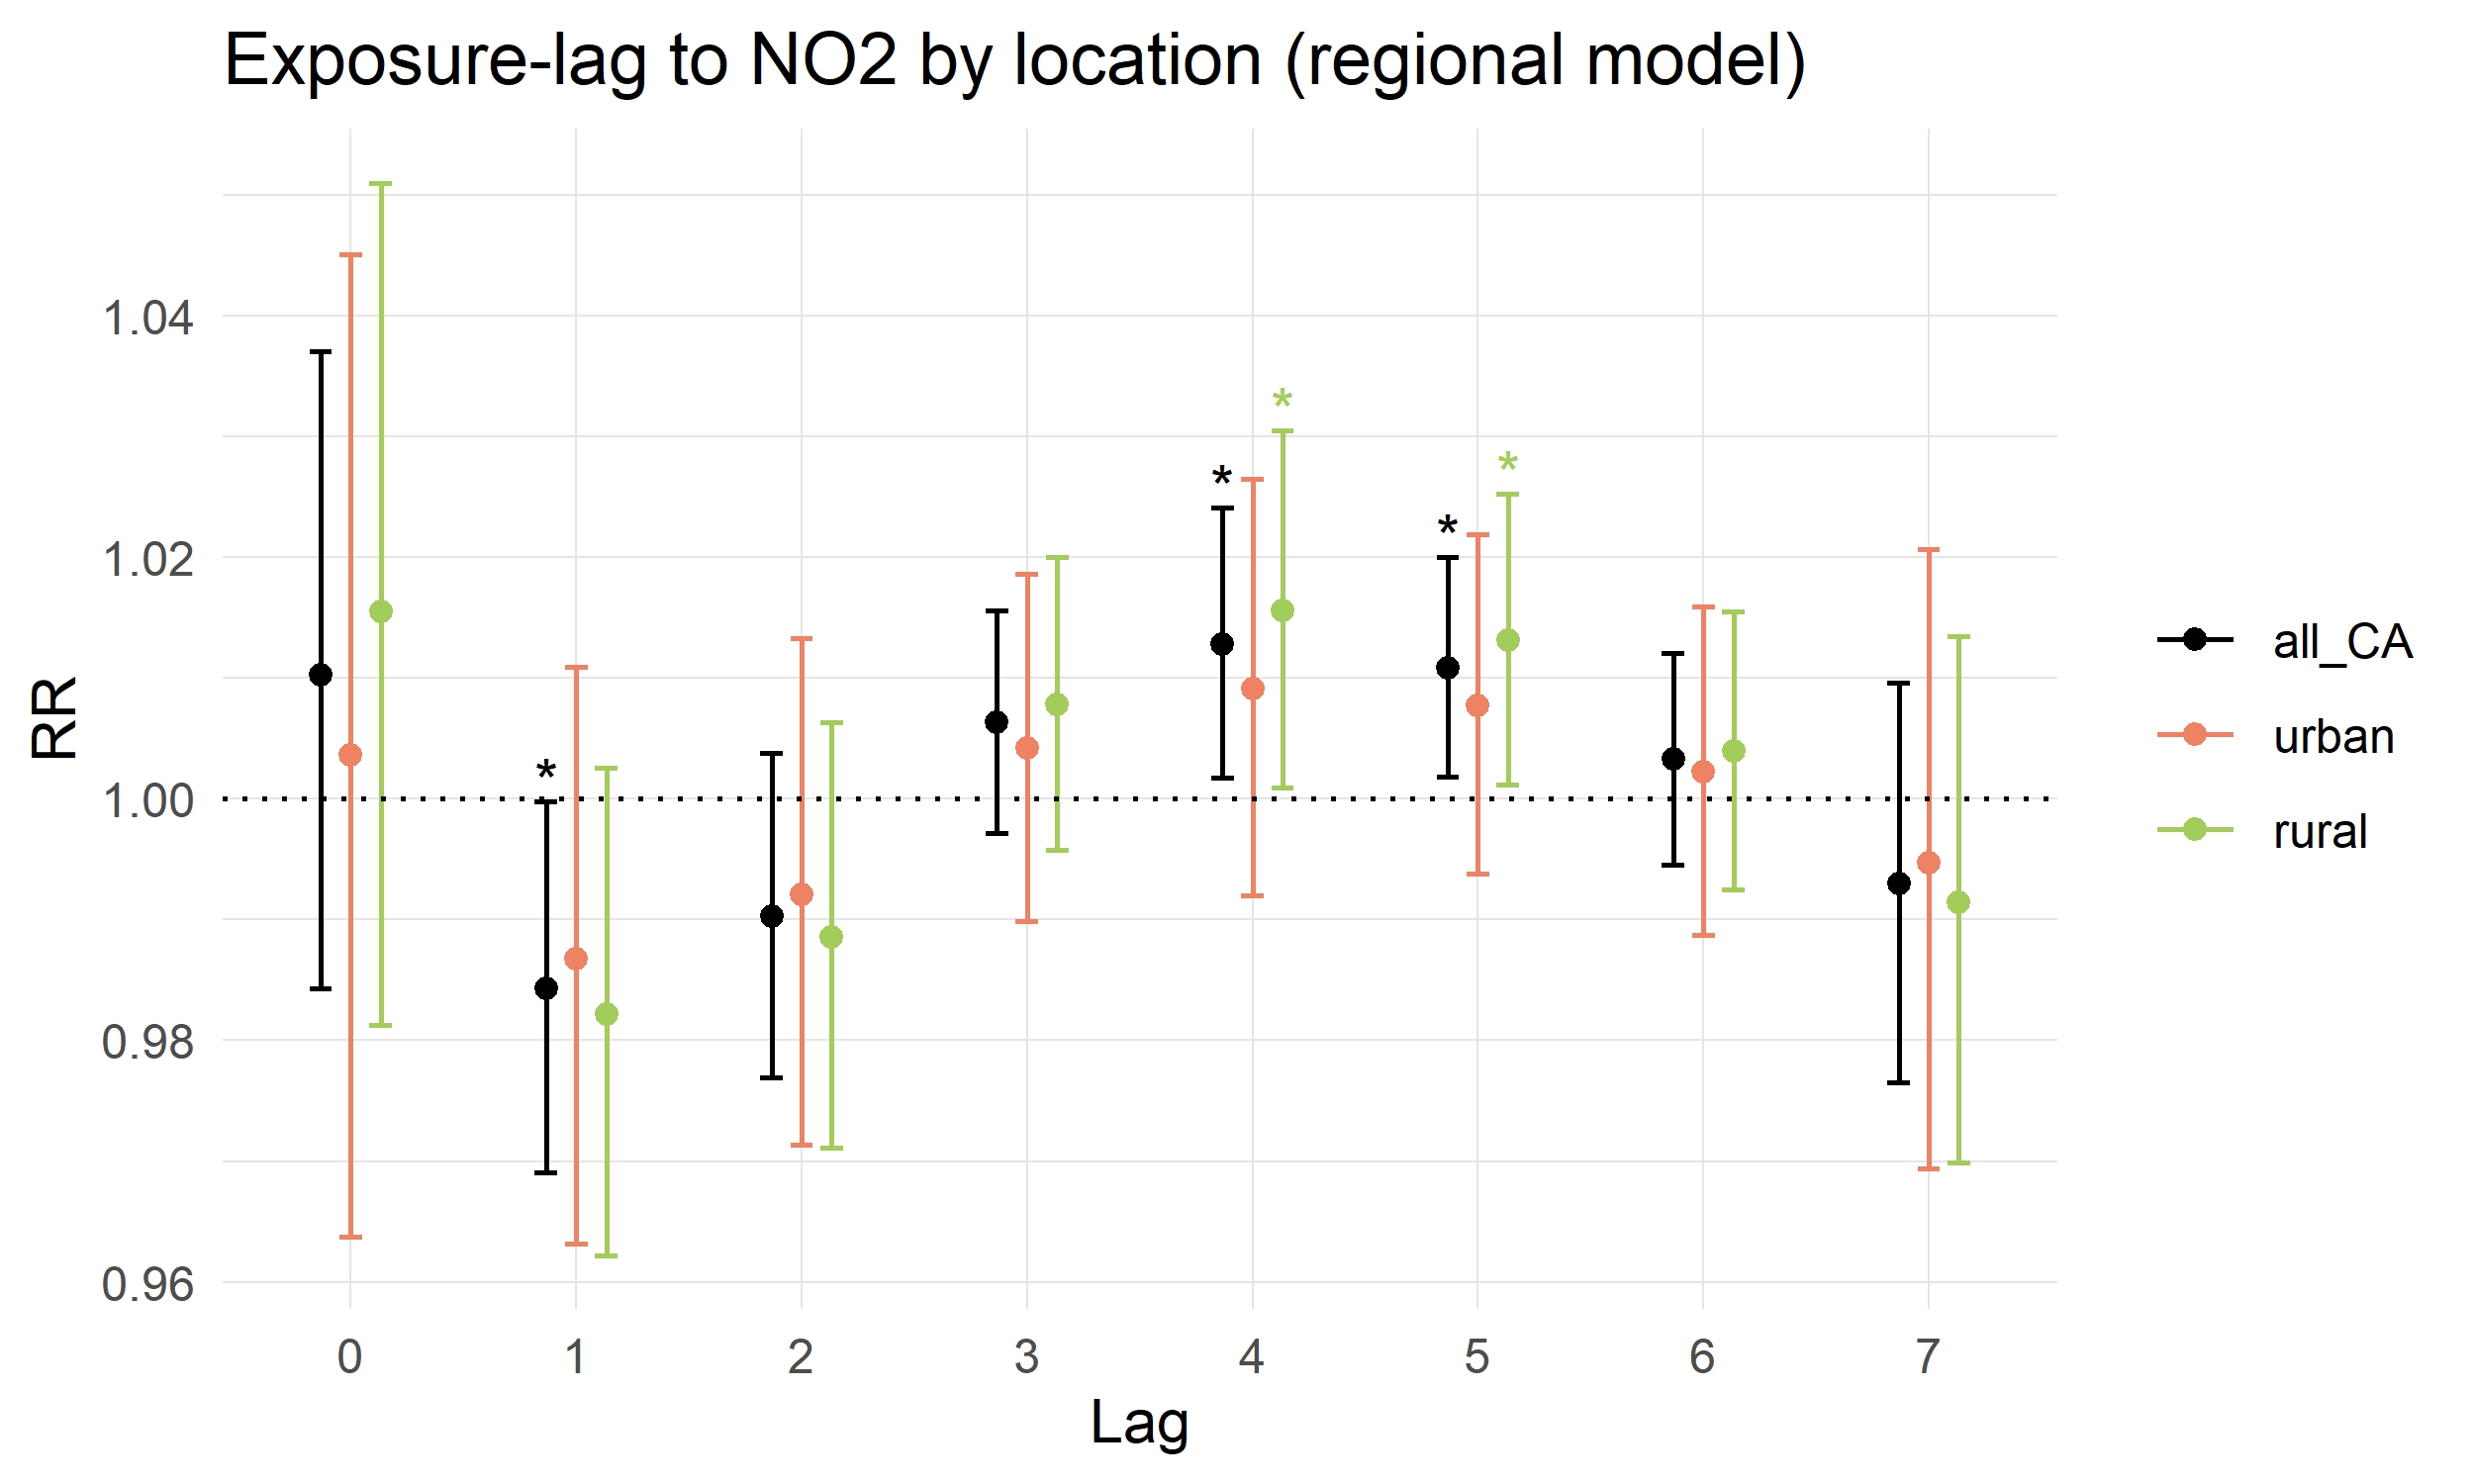 Exposure-lag to NO2 by location (regional model)
RR
1.04
1.02
1.00
0.98
0.96
*
*
*
*
*
0 1 2 3 4 5 6 7
Lag
all_CA
urban
rural